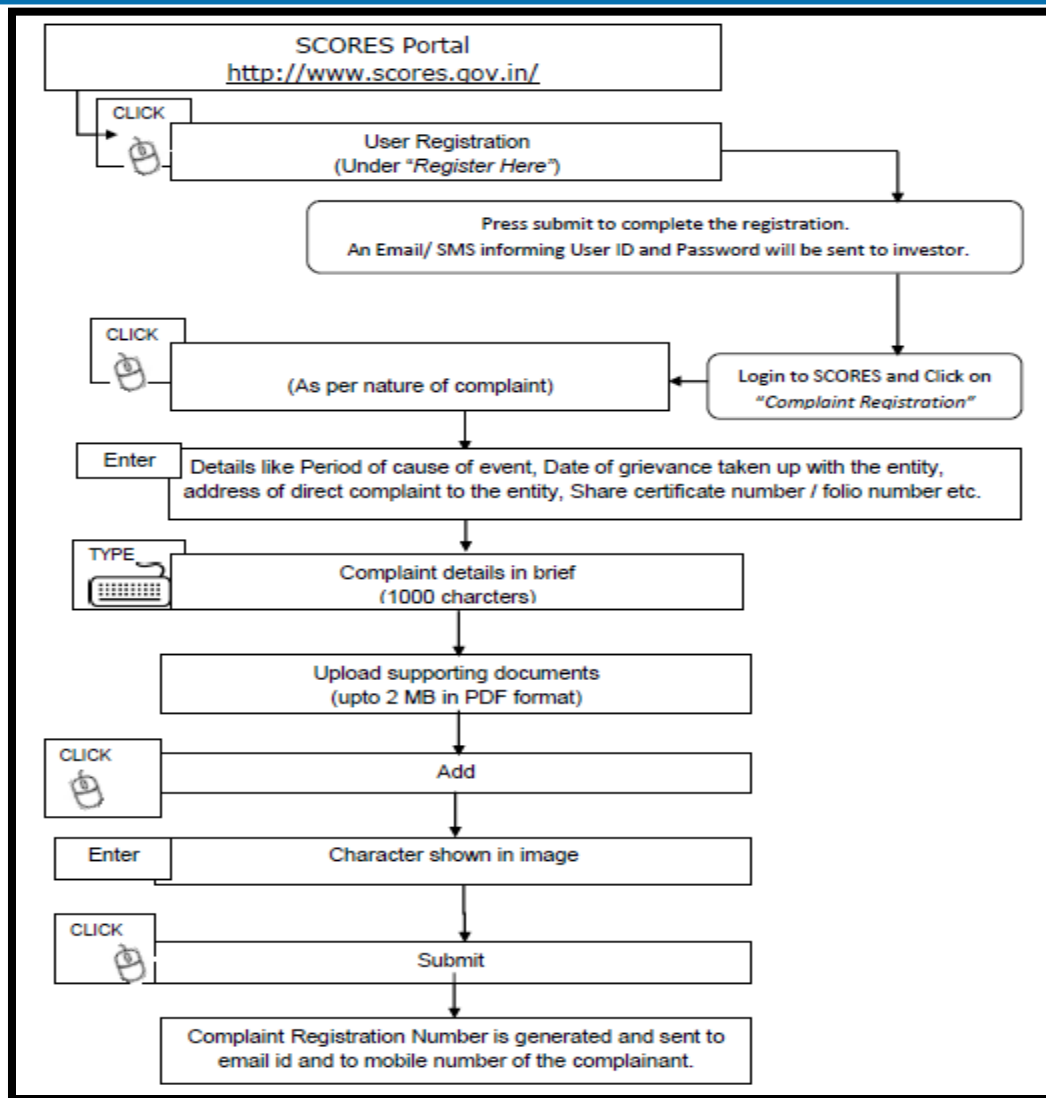 SCORES Portal
http://www.scores.gov.in/
CLICK
User Registration
(Under "Register Here")
Press submit to complete the registration.
An Email/ SMS informing User ID and Password will be sent to investor.
Login to SCORES and Click on
"Complaint Registration"
CLICK
(As per nature of complaint)
Enter
Details like Period of cause of event, Date of grievance taken up with the entity,
address of direct complaint to the entity, Share certificate number / folio number etc.
TYPE
Complaint details in brief
(1000 charcters)
Upload supporting documents
(upto 2 MB in PDF format)
CLICK
Add
Enter
Character shown in image
CLICK
Submit
Complaint Registration Number is generated and sent to
email id and to mobile number of the complainant.